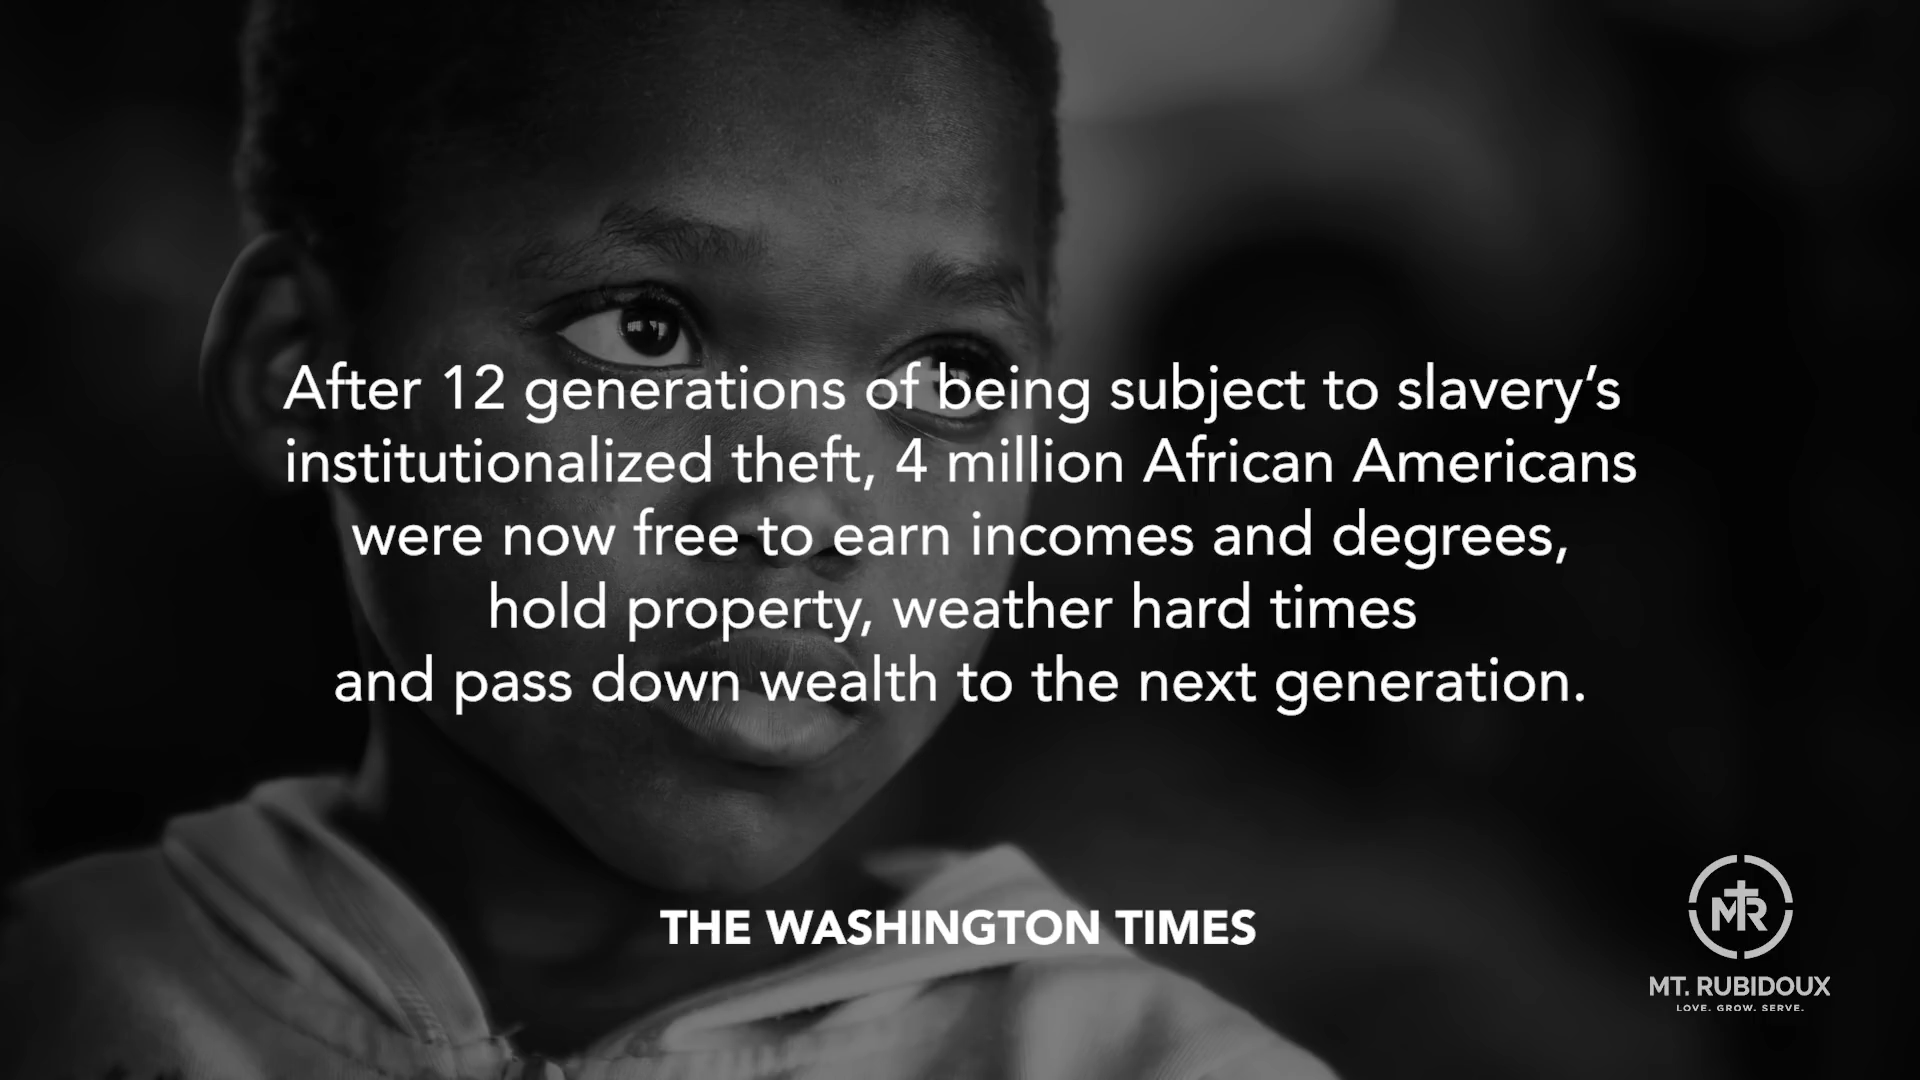 After 12 generations of being subject to slavery’s
institutionalized theft, 4 million African Americans
were now free to earn incomes and degrees,
hold property, weather hard times
and pass down wealth to the next generation.
THE WASHINGTON TIMES
MR
MT. RUBIDOUX
LOVE. GROW. SERVE.